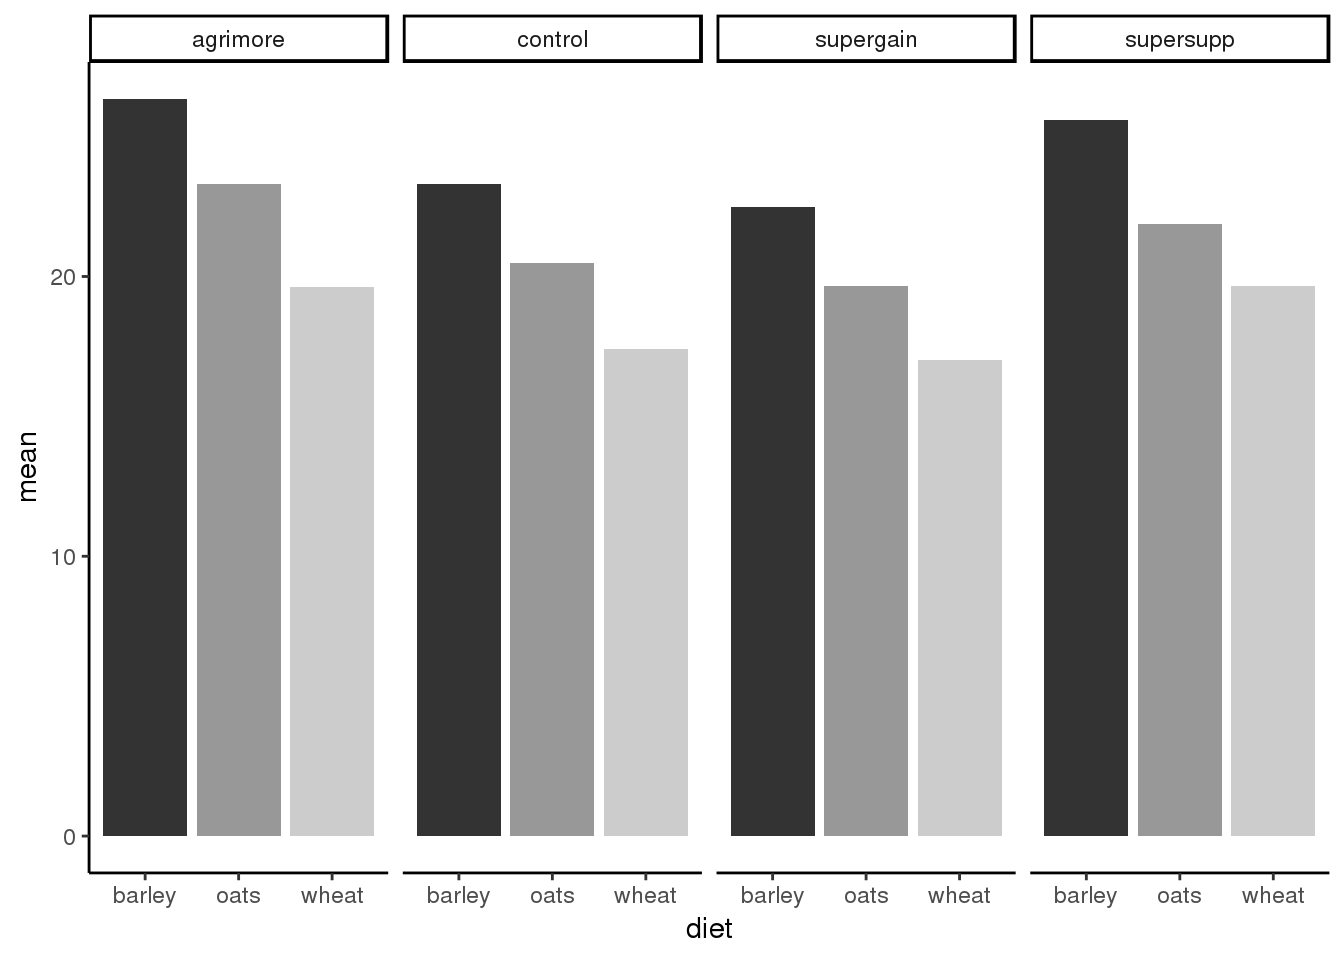 agrimore control supergain supersupp
mean
20
10
0
barley oats wheat barley oats wheat barley oats wheat barley oats wheat
diet